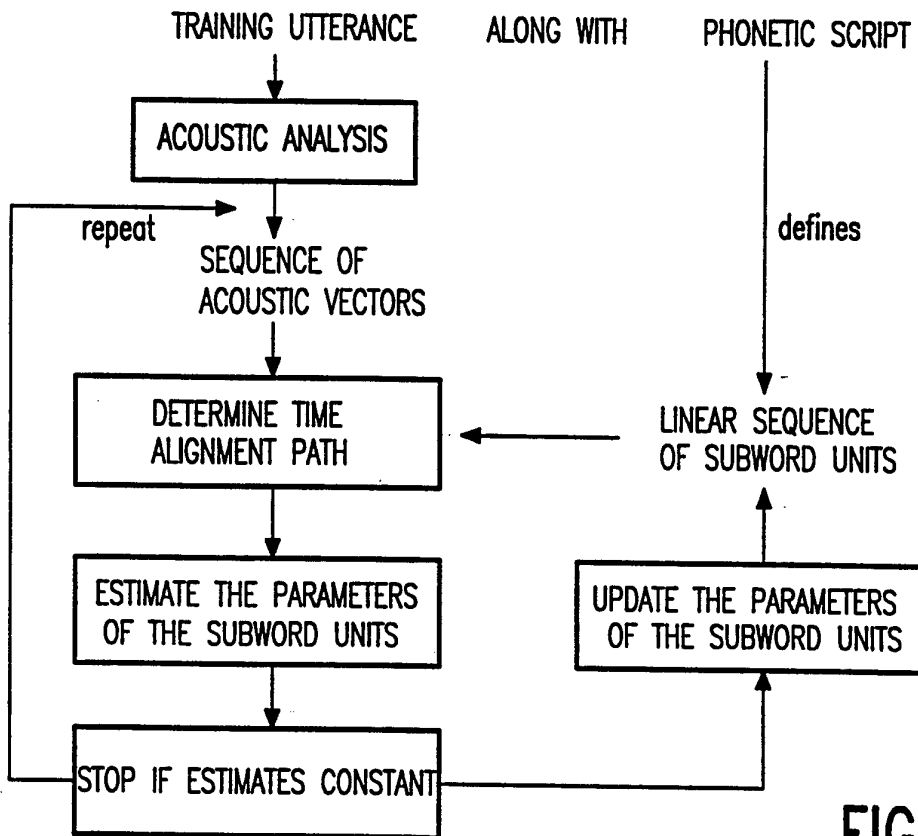 TRAINING UTTERANCE ALONG WITH PHONETIC SCRIPT
ACOUSTIC ANALYSIS
repeat
defines
SEQUENCE OF
ACOUSTIC VECTORS
DETERMINE TIME
ALIGNMENT PATH
LINEAR SEQUENCE
OF SUBWORD UNITS
ESTIMATE THE PARAMETERS
OF THE SUBWORD UNITS
UPDATE THE PARAMETERS
OF THE SUBWORD UNITS
STOP IF ESTIMATES CONSTANT
FIG